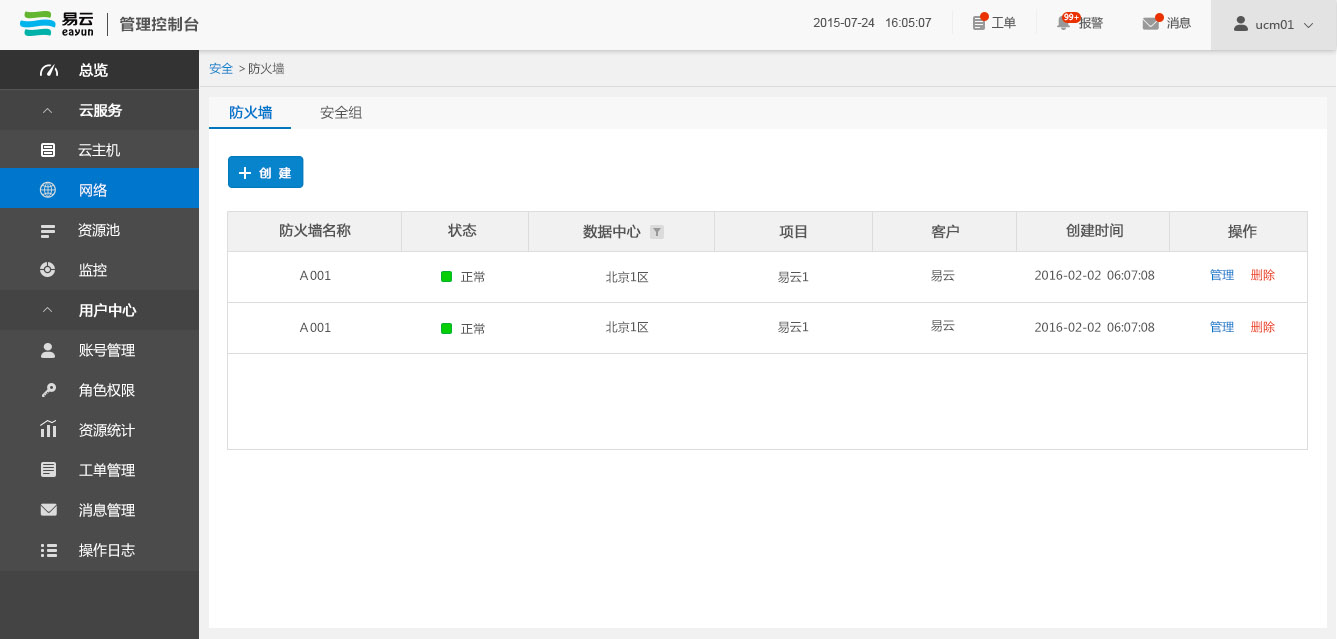 易云 eayun 管理控制台 2015-07-24 16:05:07 工单 99+ 报警 消息 ucm01
总览
云服务
云主机
网络
资源池
监控
用户中心
账号管理
角色权限
资源统计
工单管理
消息管理
操作日志
安全 > 防火墙
防火墙 安全组
+ 创 建
防火墙名称 状态 数据中心 项目 客户 创建时间 操作
A001 正常 北京1区 易云1 易云 2016-02-02 06:07:08 管理 删除
A001 正常 北京1区 易云1 易云 2016-02-02 06:07:08 管理 删除